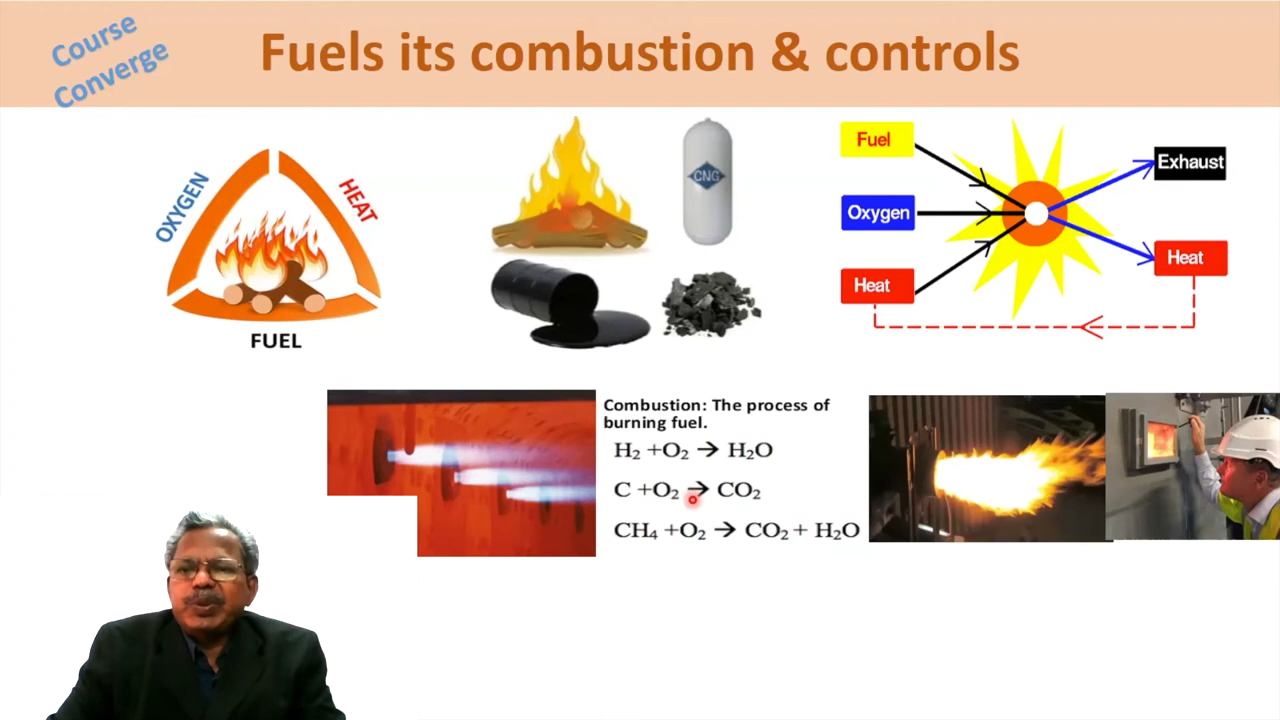 Course
Converge
Fuels its combustion & controls
OXYGEN
HEAT
FUEL
CNG
Fuel
Oxygen
Heat
Exhaust
Heat
Combustion: The process of
burning fuel.
H₂ +O₂ → H₂O
C +O₂ → CO₂
CH₄ +O₂ → CO₂ + H₂O